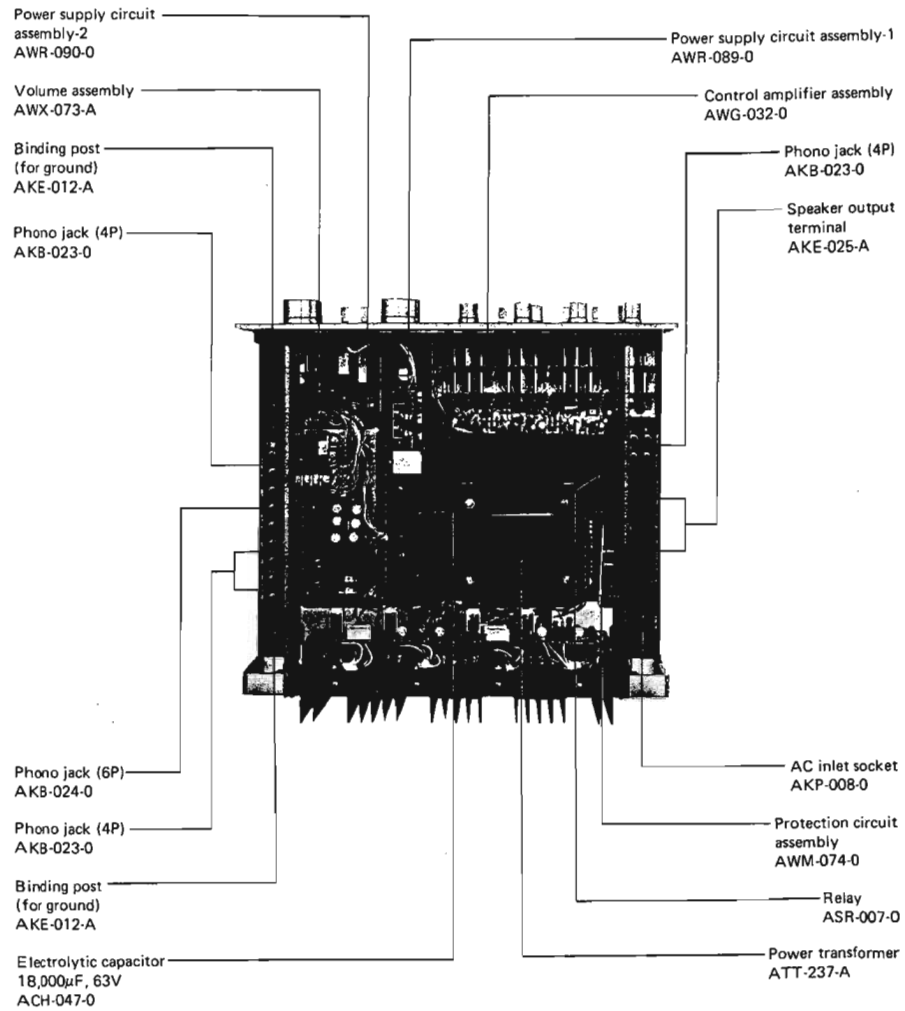 Power supply circuit
assembly-2
AWR-090-0
Volume assembly
AWX-073-A
Binding post
(for ground)
AKE-012-A
Phono jack (4P)
AKB-023-0
Power supply circuit assembly-1
AWR-089-0
Control amplifier assembly
AWG-032-0
Phono jack (4P)
AKB-023-0
Speaker output
terminal
AKE-025-A
Phono jack (6P)
AKB-024-0
Phono jack (4P)
AKB-023-0
Binding post
(for ground)
AKE-012-A
Electrolytic capacitor
18,000µF, 63V
ACH-047-0
AC inlet socket
AKP-008-0
Protection circuit
assembly
AWM-074-0
Relay
ASR-007-0
Power transformer
ATT-237-A